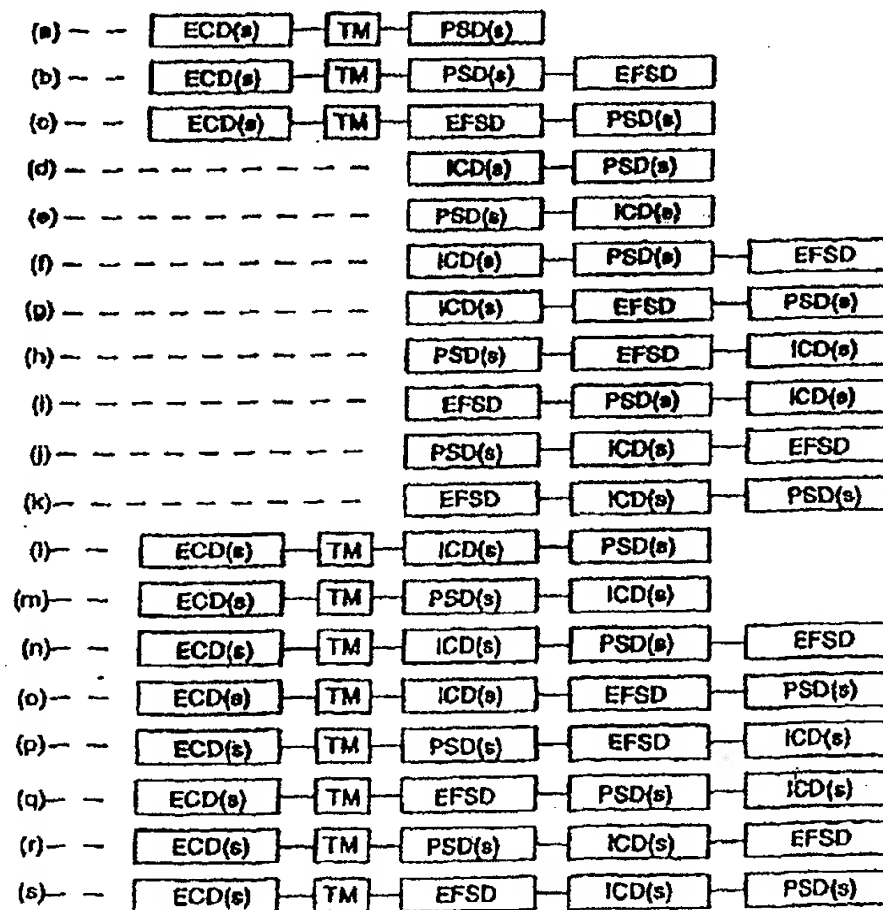 (a) ECD(s) TM PSD(s)
(b) ECD(s) TM PSD(s) EFSD
(c) ECD(s) TM EFSD PSD(s)
(d) ICD(s) PSD(s)
(e) PSD(s) ICD(s)
(f) ICD(s) PSD(s) EFSD
(g) ICD(s) EFSD PSD(s)
(h) PSD(s) EFSD ICD(s)
(i) EFSD PSD(s) ICD(s)
(j) PSD(s) ICD(s) EFSD
(k) EFSD ICD(s) PSD(s)
(l) ECD(s) TM ICD(s) PSD(s)
(m) ECD(s) TM PSD(s) ICD(s)
(n) ECD(s) TM ICD(s) PSD(s) EFSD
(o) ECD(s) TM ICD(s) EFSD PSD(s)
(p) ECD(s) TM PSD(s) EFSD ICD(s)
(q) ECD(s) TM EFSD PSD(s) ICD(s)
(r) ECD(s) TM PSD(s) ICD(s) EFSD
(s) ECD(s) TM EFSD ICD(s) PSD(s)